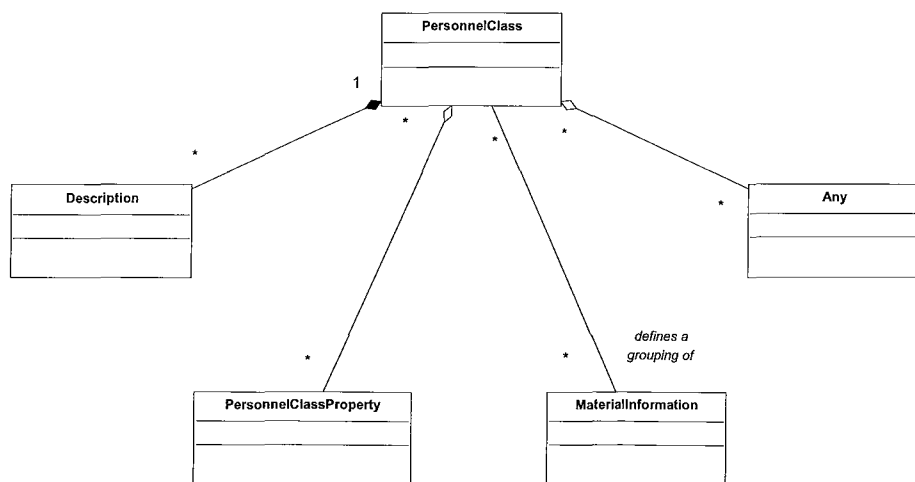 PersonnelClass
1
*
*
*
*
Description
Any
*
*
defines a
grouping of
*
*
PersonnelClassProperty
MaterialInformation